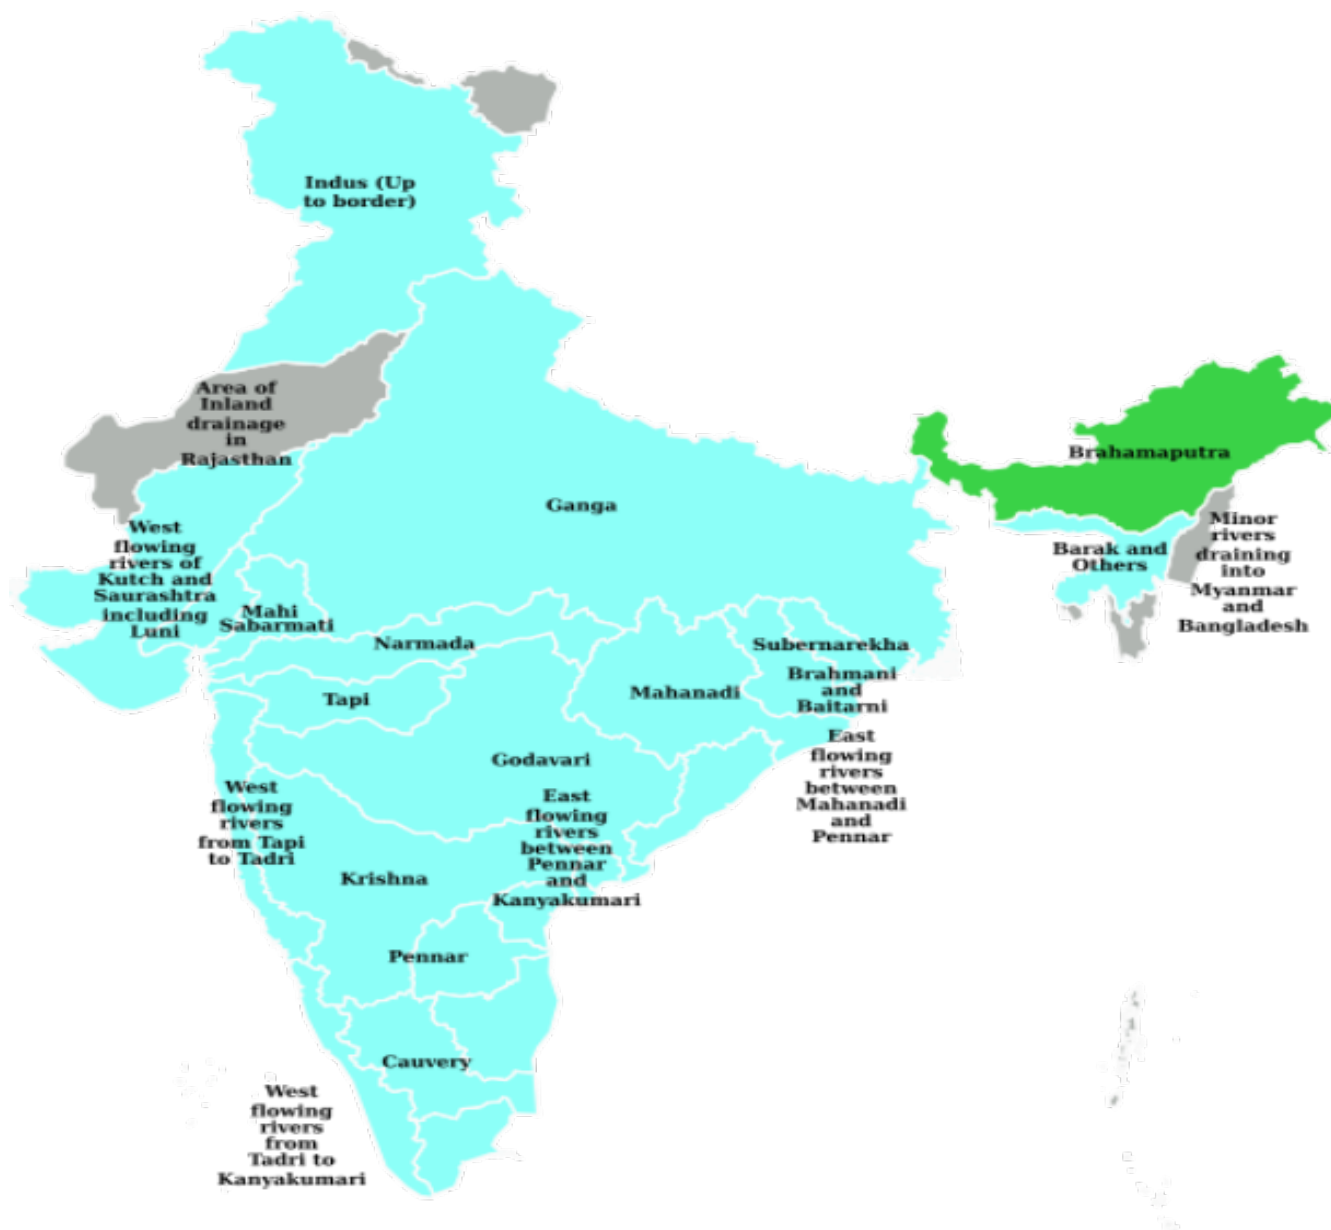 Indus (Up
to border)
Area of
Inland
drainage
in
Rajasthan
Brahamaputra
Ganga
West
flowing
rivers of
Kutch and
Saurashtra
including
Luni
Minor
rivers
draining
into
Myanmar
and
Bangladesh
Barak and
Others
Mahi
Sabarmati
Narmada
Subernarekha
Tapi
Mahanadi
Brahmani
and
Baitarni
Godavari
East
flowing
rivers
between
Mahanadi
and
Pennar
West
flowing
rivers
from Tapi
to Tadri
East
flowing
rivers
between
Pennar
and
Kanyakumari
Krishna
Pennar
Cauvery
West
flowing
rivers
from
Tadri to
Kanyakumari